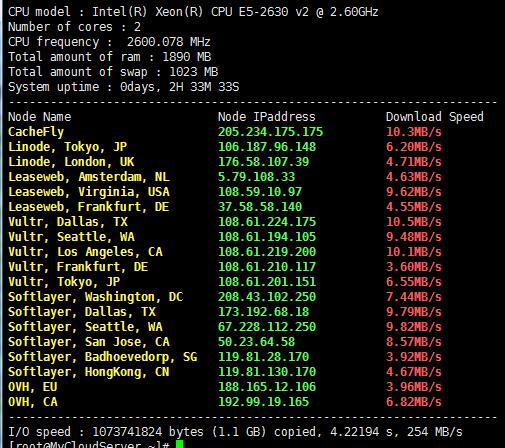 CPU model : Intel(R) Xeon(R) CPU E5-2630 v2 @ 2.60GHz
Number of cores : 2
CPU frequency :  2600.078 MHz
Total amount of ram : 1890 MB
Total amount of swap : 1023 MB
System uptime : 0days, 2H 33M 33S
----------------------------------------------------------------------
Node Name Node IPaddress Download Speed
CacheFly 205.234.175.175 10.3MB/s
Linode, Tokyo, JP 106.187.96.148 6.20MB/s
Linode, London, UK 176.58.107.39 4.71MB/s
Leaseweb, Amsterdam, NL 5.79.108.33 4.63MB/s
Leaseweb, Virginia, USA 108.59.10.97 9.62MB/s
Leaseweb, Frankfurt, DE 37.58.58.140 4.55MB/s
Vultr, Dallas, TX 108.61.224.175 10.5MB/s
Vultr, Seattle, WA 108.61.194.105 9.48MB/s
Vultr, Los Angeles, CA 108.61.219.200 10.1MB/s
Vultr, Frankfurt, DE 108.61.210.117 3.60MB/s
Vultr, Tokyo, JP 108.61.201.151 6.55MB/s
Softlayer, Washington, DC 208.43.102.250 7.44MB/s
Softlayer, Dallas, TX 173.192.68.18 9.79MB/s
Softlayer, Seattle, WA 67.228.112.250 9.82MB/s
Softlayer, San Jose, CA 50.23.64.58 8.57MB/s
Softlayer, Badhoevedorp, SG 119.81.28.170 3.92MB/s
Softlayer, HongKong, CN 119.81.130.170 4.67MB/s
OVH, EU 188.165.12.106 3.96MB/s
OVH, CA 192.99.19.165 6.82MB/s
----------------------------------------------------------------------
I/O speed : 1073741824 bytes (1.1 GB) copied, 4.22194 s, 254 MB/s
[root@MyCloudServer ~]#